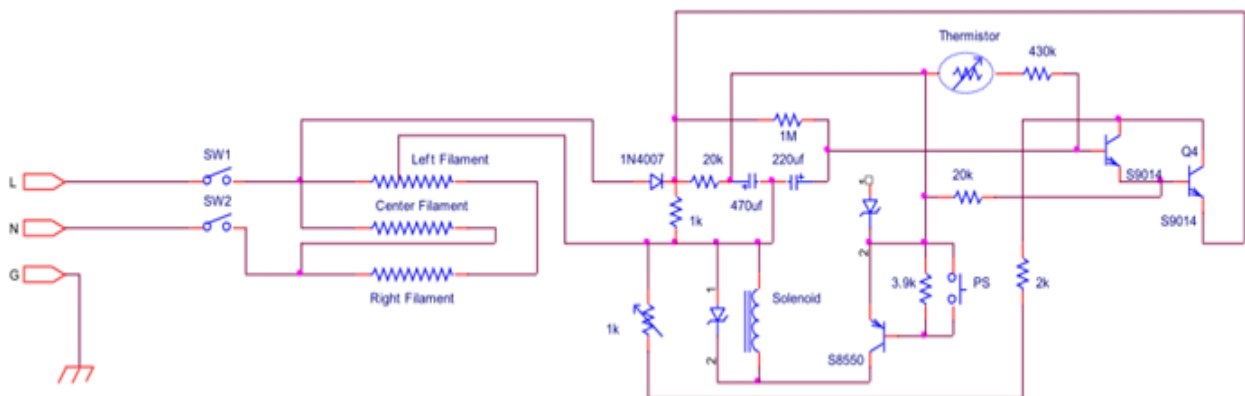 Thermistor
430k
1M
SW1
Left Filament
1N4007
20k
220uf
Q4
L
SW2
470uf
1
S9014
Center Filament
20k
N
1k
S9014
2
G
Right Filament
1
Solenoid
3.9k
PS
2k
1k
2
S8550